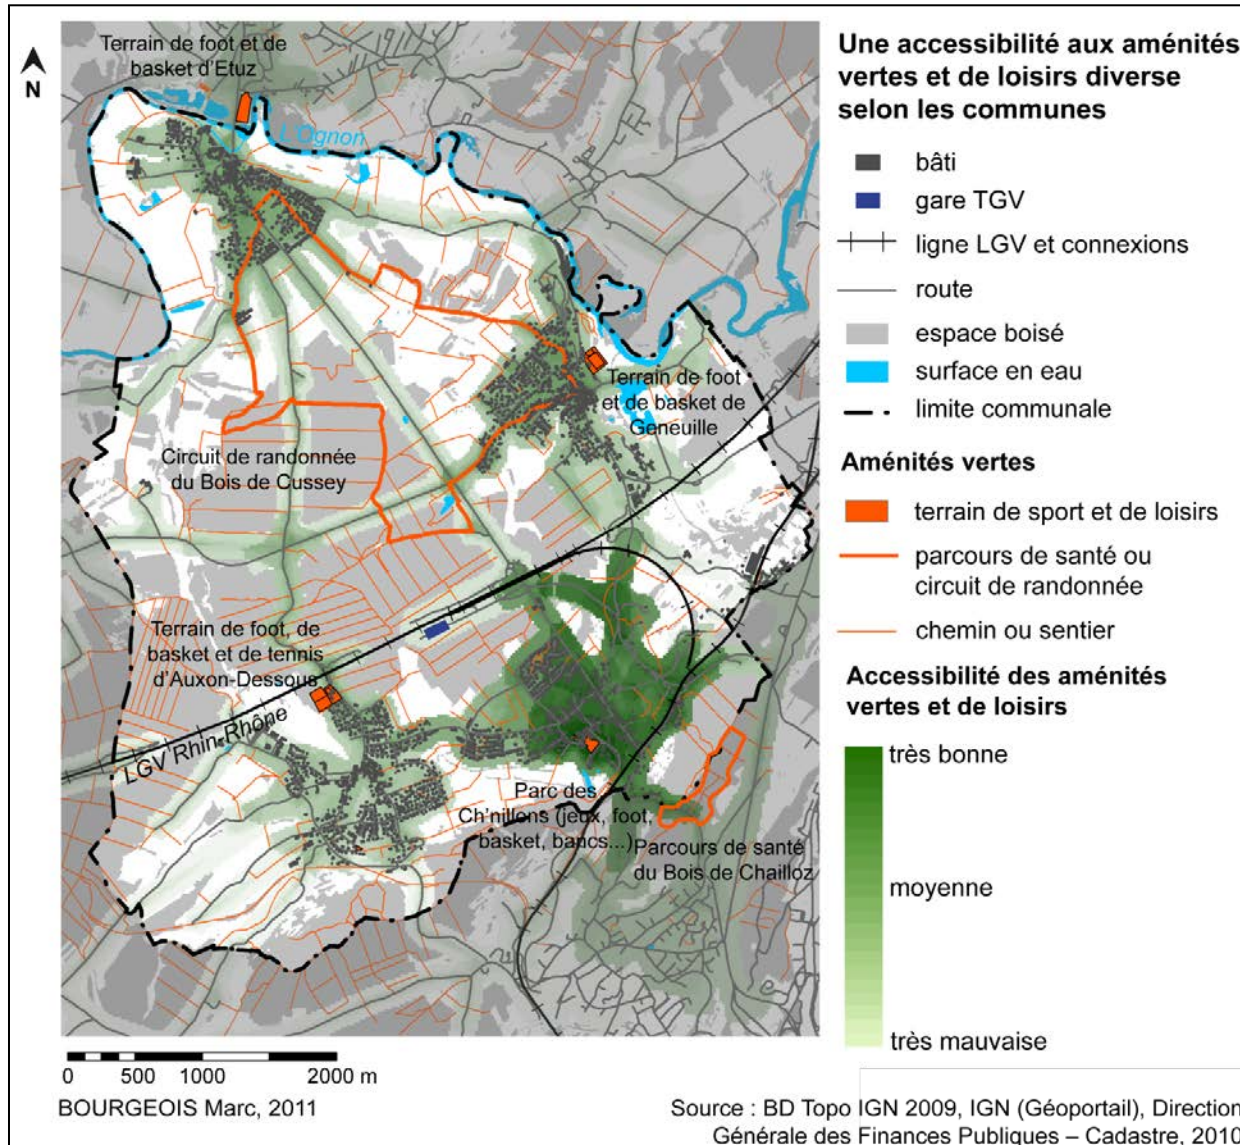 Terrain de foot et de
basket d'Etuz
N
L'Ognon
Terrain de foot
et de basket de
Geneuille
Circuit de randonnée
du Bois de Cussey
Terrain de foot, de
basket et de tennis
d'Auxon-Dessous
LGV Rhin-Rhône
Parc des
Ch'nillons (jeux, foot,
basket, bancs...)
Parcours de santé
du Bois de Chailloz
0 500 1000 2000 m
BOURGEOIS Marc, 2011
Une accessibilité aux aménités
vertes et de loisirs diverse
selon les communes
bâti
gare TGV
ligne LGV et connexions
route
espace boisé
surface en eau
limite communale
Aménités vertes
terrain de sport et de loisirs
parcours de santé ou
circuit de randonnée
chemin ou sentier
Accessibilité des aménités
vertes et de loisirs
très bonne
moyenne
très mauvaise
Source : BD Topo IGN 2009, IGN (Géoportail), Direction
Générale des Finances Publiques – Cadastre, 2010